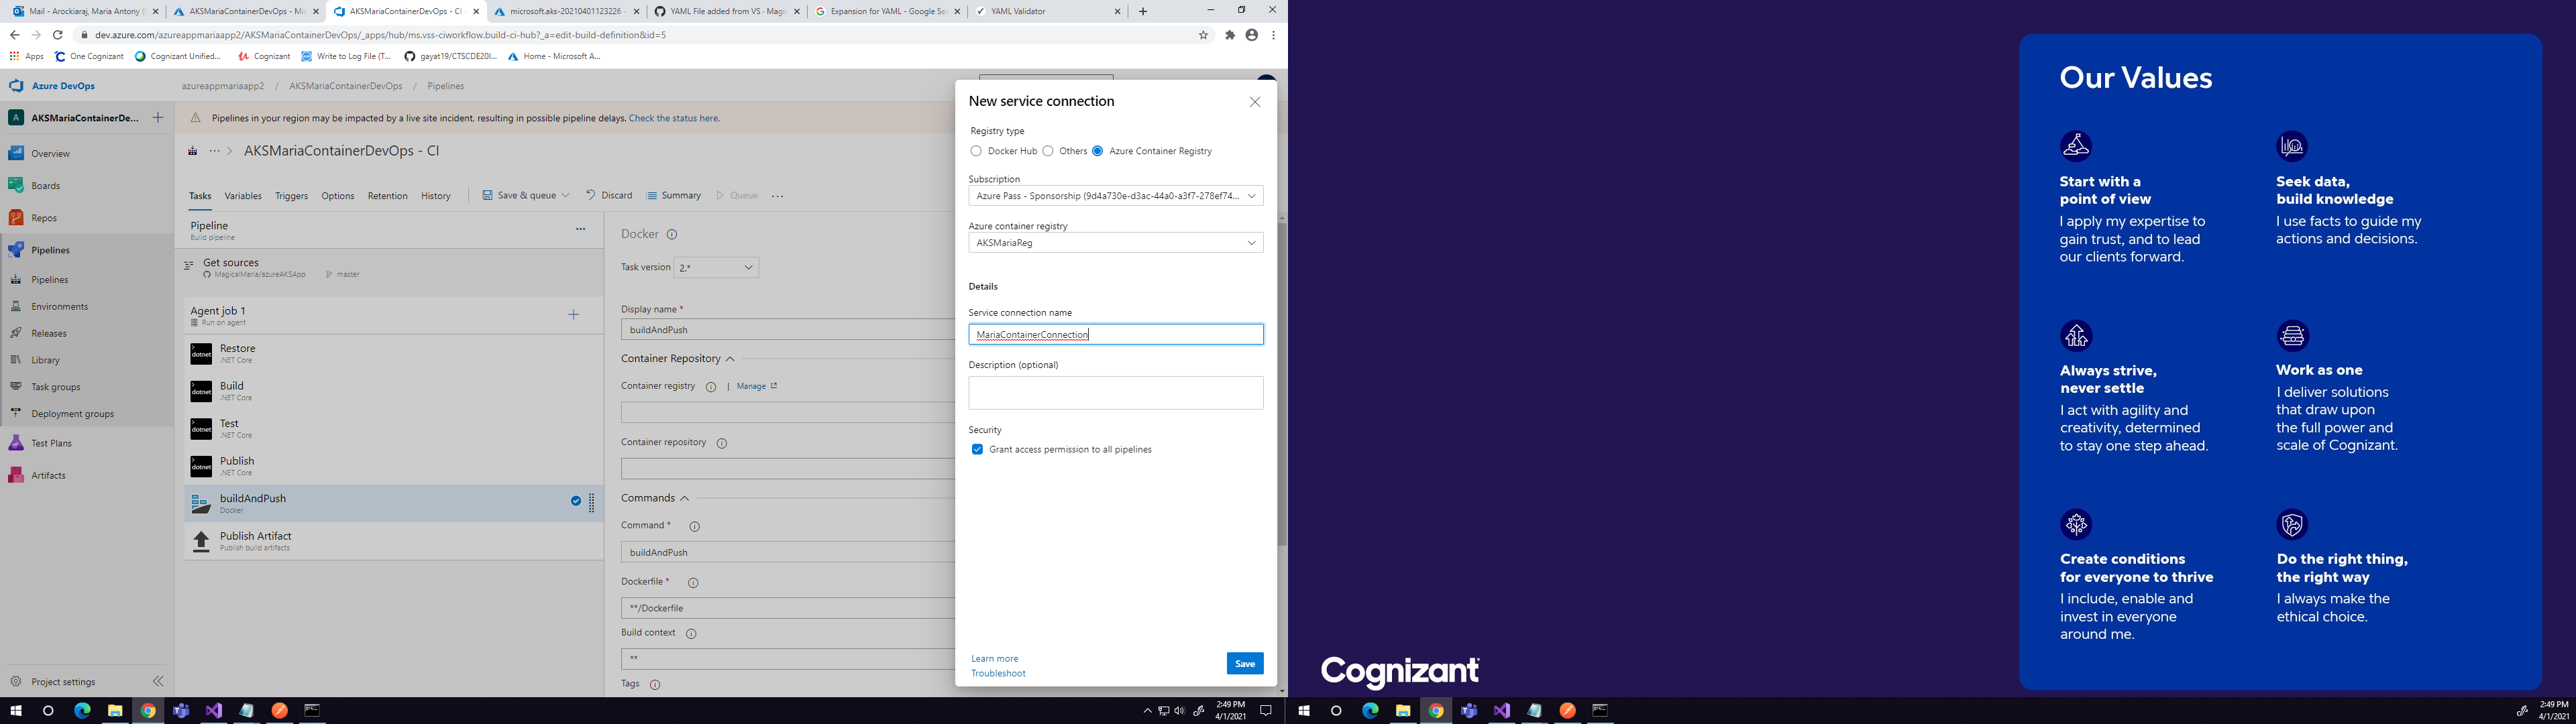 Mail - Arockiaraj, Maria Antony (
AKSMariaContainerDevOps - Mic
AKSMariaContainerDevOps - CI -
microsoft.aks-20210401123226 -
YAML File added from VS · Magic
Expansion for YAML - Google Sea
YAML Validator
dev.azure.com/azureappmariaapp2/AKSMariaContainerDevOps/_apps/hub/ms.vss-ciworkflow.build-ci-hub?_a=edit-build-definition&id=5
Apps
One Cognizant
Cognizant Unified...
Cognizant
Write to Log File (T...
gayat19/CTSCDE20I...
Home - Microsoft A...
Azure DevOps
azureappmariaapp2 / AKSMariaContainerDevOps / Pipelines
A AKSMariaContainerDe...
Overview
Boards
Repos
Pipelines
Pipelines
Environments
Releases
Library
Task groups
Deployment groups
Test Plans
Artifacts
Project settings
Pipelines in your region may be impacted by a live site incident, resulting in possible pipeline delays. Check the status here.
··· > AKSMariaContainerDevOps - CI
Tasks Variables Triggers Options Retention History
Save & queue Discard Summary Queue ···
Pipeline
Build pipeline
Get sources
MagicalMaria/azureAKSApp master
Agent job 1
Run on agent
dotnet
Restore
.NET Core
dotnet
Build
.NET Core
dotnet
Test
.NET Core
dotnet
Publish
.NET Core
buildAndPush
Docker
Publish Artifact
Publish build artifacts
Docker
Task version 2.*
Display name *
buildAndPush
Container Repository
Container registry | Manage
Container repository
Commands
Command *
buildAndPush
Dockerfile *
**/Dockerfile
Build context
**
Tags
New service connection
Registry type
Docker Hub Others Azure Container Registry
Subscription
Azure Pass - Sponsorship (9d4a730e-d3ac-44a0-a3f7-278ef74...
Azure container registry
AKSMariaReg
Details
Service connection name
MariaContainerConnection
Description (optional)
Security
Grant access permission to all pipelines
Learn more
Troubleshoot
Save
2:49 PM
4/1/2021
Our Values
Start with a
point of view
I apply my expertise to
gain trust, and to lead
our clients forward.
Seek data,
build knowledge
I use facts to guide my
actions and decisions.
Always strive,
never settle
I act with agility and
creativity, determined
to stay one step ahead.
Work as one
I deliver solutions
that draw upon
the full power and
scale of Cognizant.
Create conditions
for everyone to thrive
I include, enable and
invest in everyone
around me.
Do the right thing,
the right way
I always make the
ethical choice.
Cognizant
2:49 PM
4/1/2021